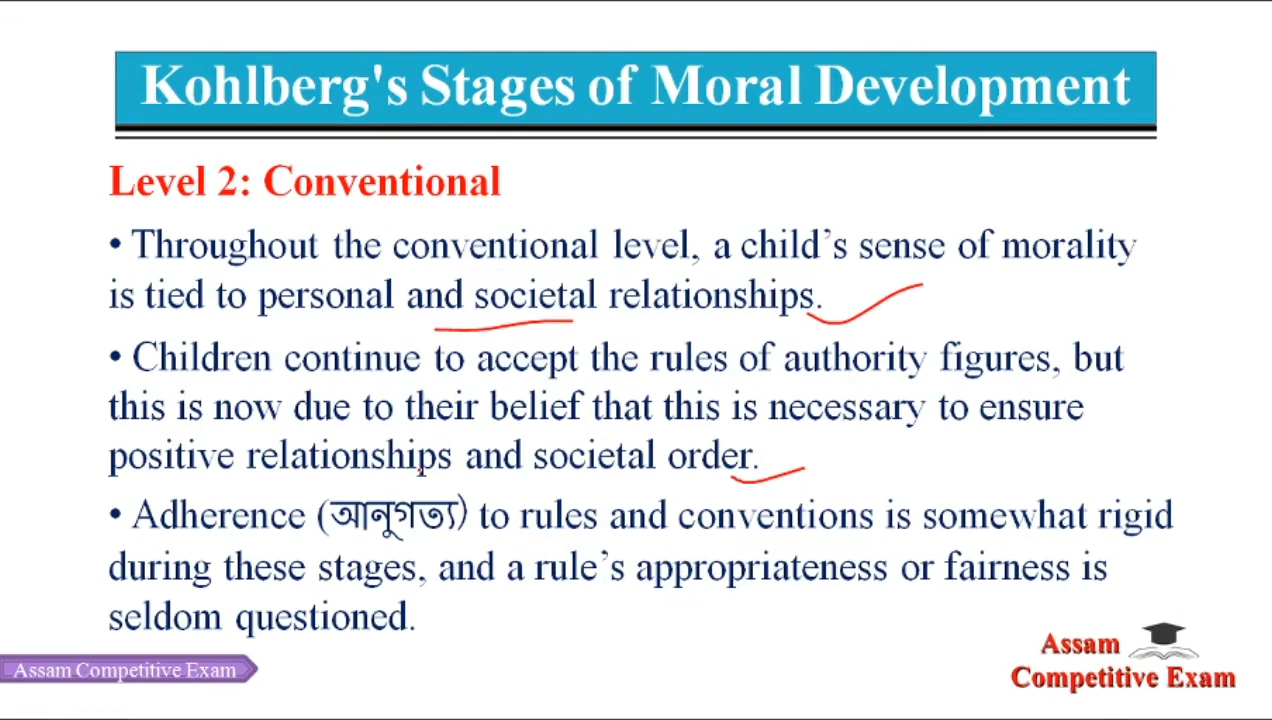 Kohlberg's Stages of Moral Development
Level 2: Conventional
• Throughout the conventional level, a child’s sense of morality
is tied to personal and societal relationships.
• Children continue to accept the rules of authority figures, but
this is now due to their belief that this is necessary to ensure
positive relationships and societal order.
• Adherence (আনুগত্য) to rules and conventions is somewhat rigid
during these stages, and a rule’s appropriateness or fairness is
seldom questioned.
Assam Competitive Exam
Assam
Competitive Exam